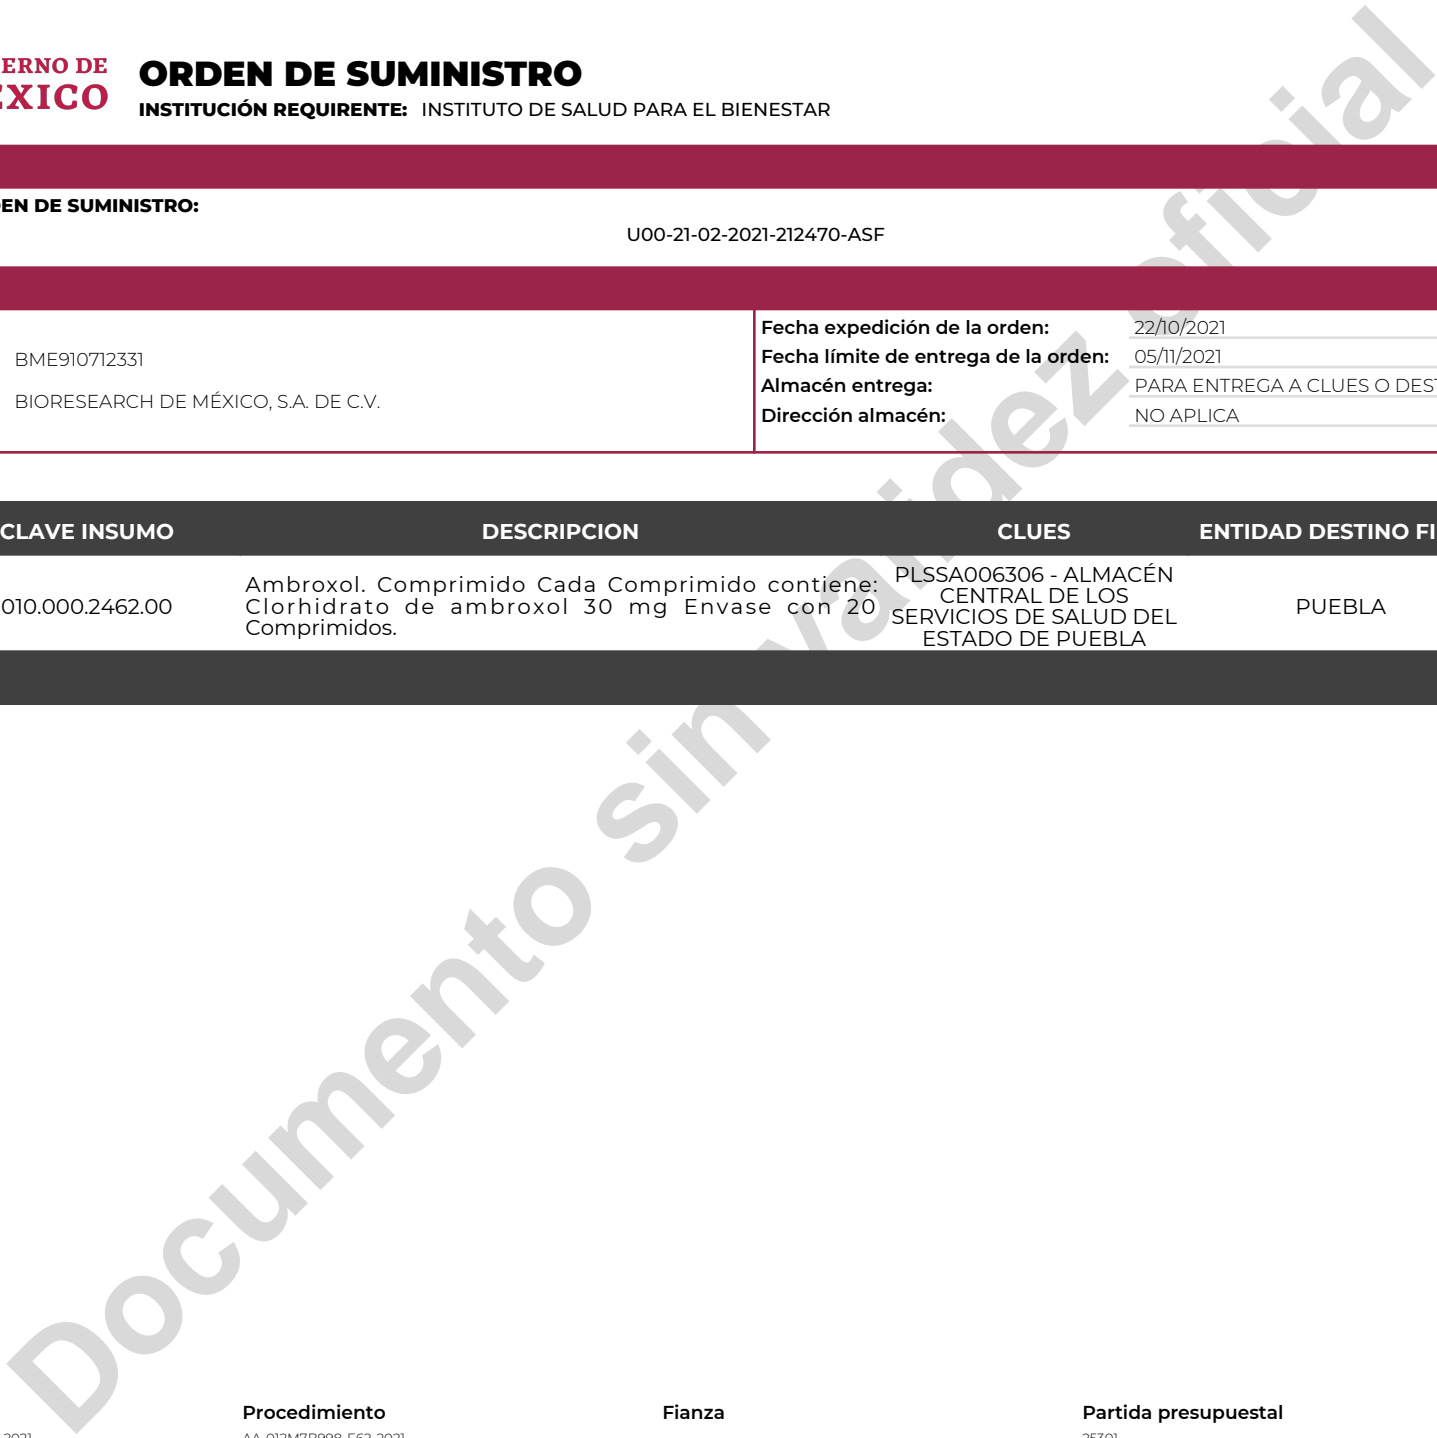 ERNO DE
ÉXICO
ORDEN DE SUMINISTRO
INSTITUCIÓN REQUIRENTE: INSTITUTO DE SALUD PARA EL BIENESTAR
EN DE SUMINISTRO:
U00-21-02-2021-212470-ASF
BME910712331
BIORESEARCH DE MÉXICO, S.A. DE C.V.
Fecha expedición de la orden: 22/10/2021
Fecha límite de entrega de la orden: 05/11/2021
Almacén entrega: PARA ENTREGA A CLUES O DEST
Dirección almacén: NO APLICA
CLAVE INSUMO DESCRIPCION CLUES ENTIDAD DESTINO FI
010.000.2462.00
Ambroxol. Comprimido Cada Comprimido contiene:
Clorhidrato de ambroxol 30 mg Envase con 20
Comprimidos.
PLSSA006306 - ALMACÉN
CENTRAL DE LOS
SERVICIOS DE SALUD DEL
ESTADO DE PUEBLA
PUEBLA
Documento sin validez oficial
Procedimiento Fianza Partida presupuestal